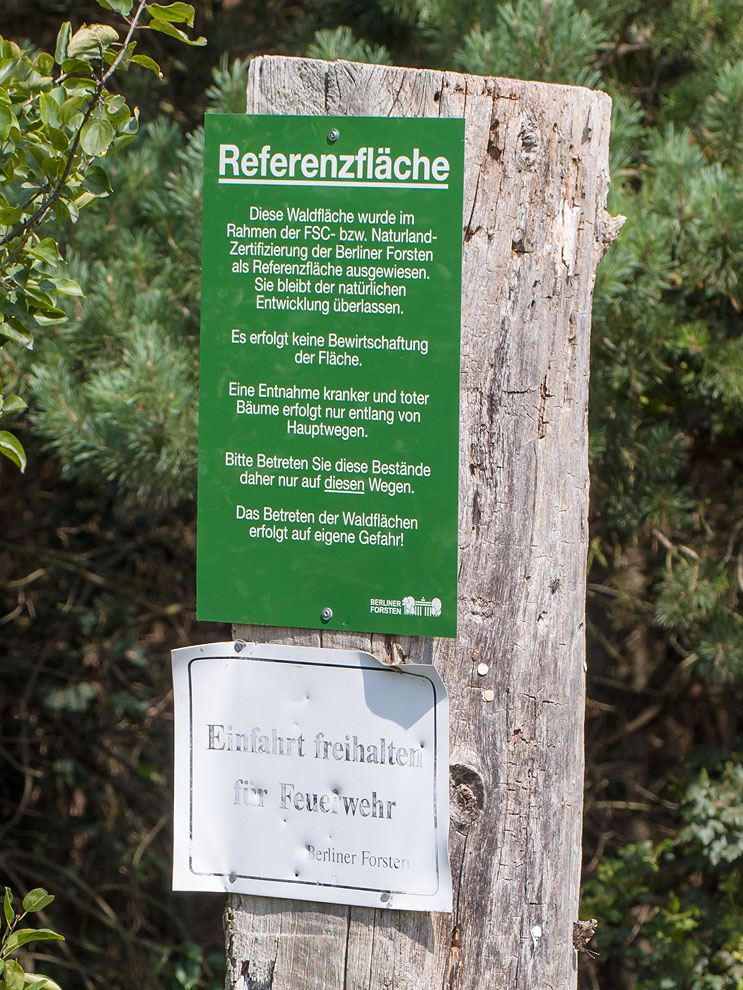 Referenzfläche
Diese Waldfläche wurde im
Rahmen der FSC- bzw. Naturland-
Zertifizierung der Berliner Forsten
als Referenzfläche ausgewiesen.
Sie bleibt der natürlichen
Entwicklung überlassen.
Es erfolgt keine Bewirtschaftung
der Fläche.
Eine Entnahme kranker und toter
Bäume erfolgt nur entlang von
Hauptwegen.
Bitte Betreten Sie diese Bestände
daher nur auf diesen Wegen.
Das Betreten der Waldflächen
erfolgt auf eigene Gefahr!
BERLINER
FORSTEN
Einfahrt freihalten
für Feuerwehr
Berliner Forsten